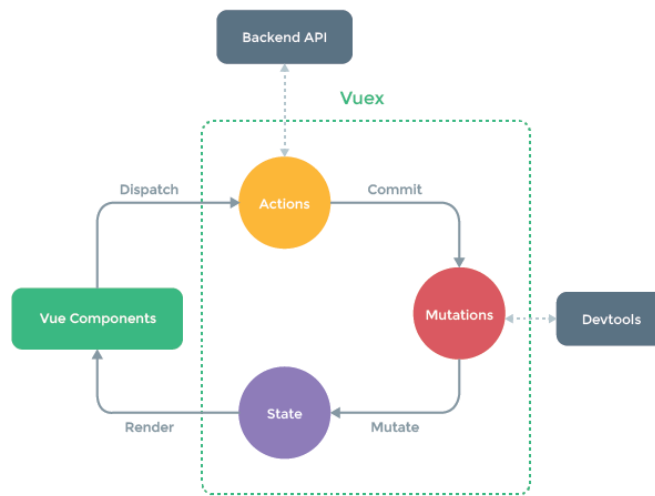 Backend API
Vuex
Dispatch
Commit
Actions
Vue Components
Mutations
Devtools
State
Render
Mutate